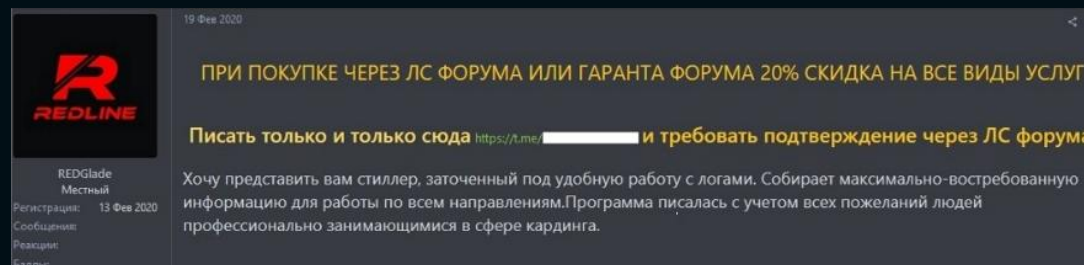 19 Фев 2020
ПРИ ПОКУПКЕ ЧЕРЕЗ ЛС ФОРУМА ИЛИ ГАРАНТА ФОРУМА 20% СКИДКА НА ВСЕ ВИДЫ УСЛУГ
REDLINE
Писать только и только сюда https://t.me/ и требовать подтверждение через ЛС форума
REDGlade
Местный
Регистрация: 13 Фев 2020
Сообщения:
Реакции:
Баллы:
Хочу представить вам стиллер, заточенный под удобную работу с логами. Собирает максимально-востребованную
информацию для работы по всем направлениям.Программа писалась с учетом всех пожеланий людей
профессионально занимающимися в сфере кардинга.